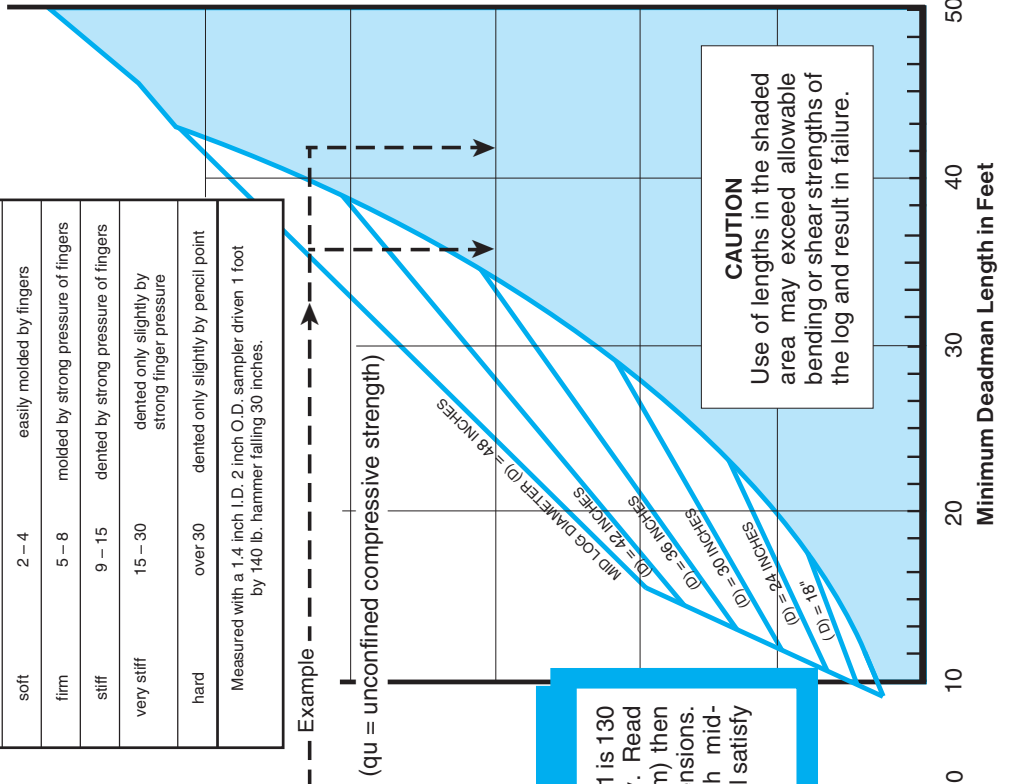 soft 2 – 4 easily molded by fingers
firm 5 – 8 molded by strong pressure of fingers
stiff 9 – 15 dented by strong pressure of fingers
very stiff 15 – 30 dented only slightly by
strong finger pressure
hard over 30 dented only slightly by pencil point
Measured with a 1.4 inch I.D. 2 inch O.D. sampler driven 1 foot
by 140 lb. hammer falling 30 inches.
Example
(qu = unconfined compressive strength)
MID LOG DIAMETER (D) = 48 INCHES
(D) = 42 INCHES
(D) = 36 INCHES
(D) = 30 INCHES
(D) = 24 INCHES
(D) = 18"
is 130
Read
then
mid-
satisfy
CAUTION
Use of lengths in the shaded
area may exceed allowable
bending or shear strengths of
the log and result in failure.
0 10 20 30 40 50
Minimum Deadman Length in Feet